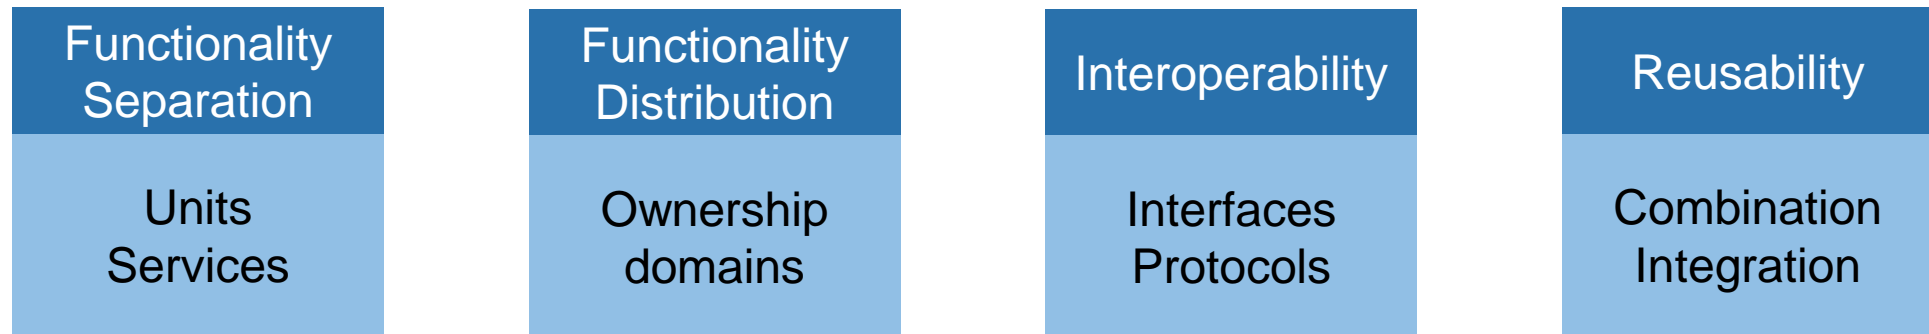 Functionality
Separation
Units
Services
Functionality
Distribution
Ownership
domains
Interoperability
Interfaces
Protocols
Reusability
Combination
Integration